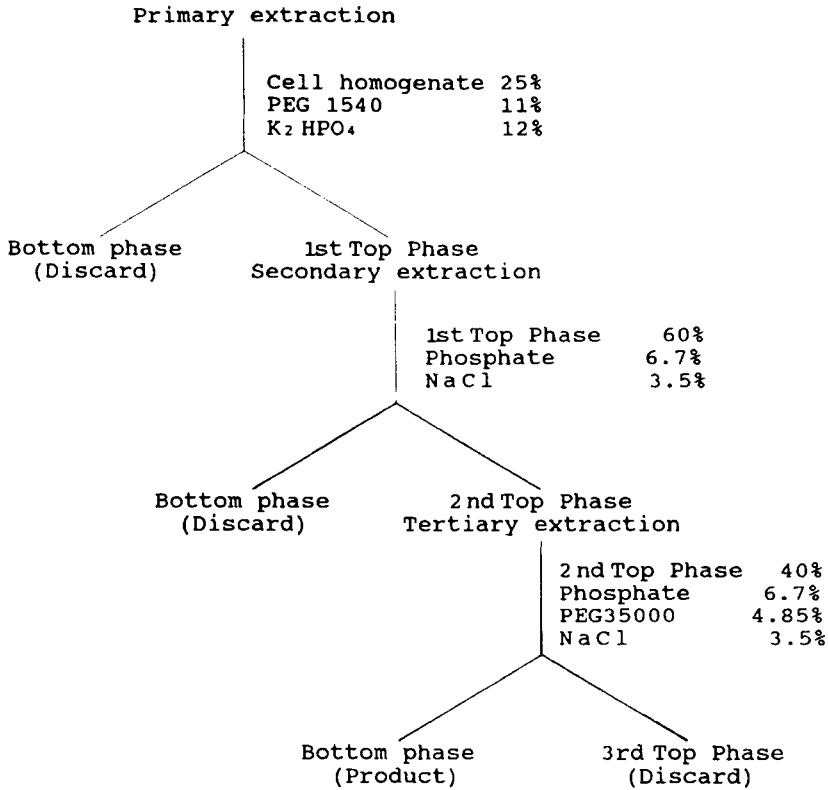 Primary extraction
Cell homogenate 25%
PEG 1540 11%
K₂HPO₄ 12%
Bottom phase
(Discard)
1st Top Phase
Secondary extraction
1st Top Phase 60%
Phosphate 6.7%
NaCl 3.5%
Bottom phase
(Discard)
2nd Top Phase
Tertiary extraction
2nd Top Phase 40%
Phosphate 6.7%
PEG35000 4.85%
NaCl 3.5%
Bottom phase
(Product)
3rd Top Phase
(Discard)